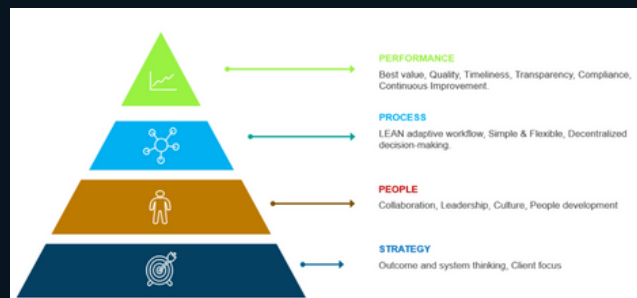 PERFORMANCE
Best value, Quality, Timeliness, Transparency, Compliance,
Continuous Improvement.
PROCESS
LEAN adaptive workflow, Simple & Flexible, Decentralized
decision-making.
PEOPLE
Collaboration, Leadership, Culture, People development
STRATEGY
Outcome and system thinking, Client focus